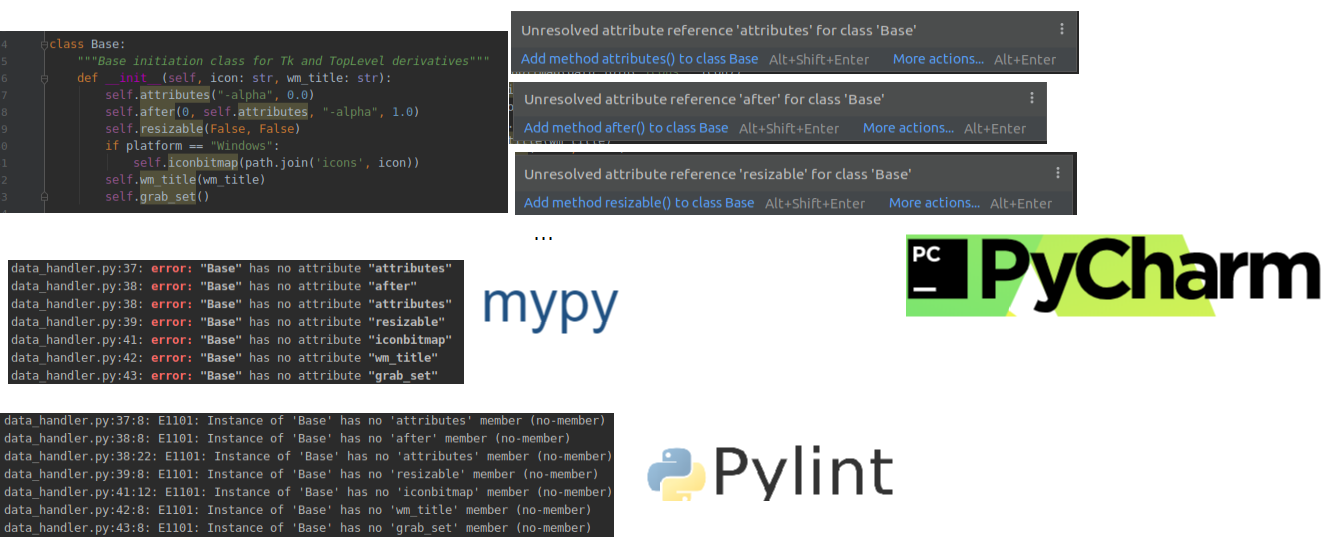 4 class Base:
5 """Base initiation class for Tk and TopLevel derivatives"""
6 def __init__(self, icon: str, wm_title: str):
7 self.attributes("-alpha", 0.0)
8 self.after(0, self.attributes, "-alpha", 1.0)
9 self.resizable(False, False)
0 if platform == "Windows":
1 self.iconbitmap(path.join('icons', icon))
2 self.wm_title(wm_title)
3 self.grab_set()
Unresolved attribute reference 'attributes' for class 'Base'
Add method attributes() to class Base Alt+Shift+Enter More actions... Alt+Enter
Unresolved attribute reference 'after' for class 'Base'
Add method after() to class Base Alt+Shift+Enter More actions... Alt+Enter
Unresolved attribute reference 'resizable' for class 'Base'
Add method resizable() to class Base Alt+Shift+Enter More actions... Alt+Enter
...
PC PyCharm
data_handler.py:37: error: "Base" has no attribute "attributes"
data_handler.py:38: error: "Base" has no attribute "after"
data_handler.py:38: error: "Base" has no attribute "attributes"
data_handler.py:39: error: "Base" has no attribute "resizable"
data_handler.py:41: error: "Base" has no attribute "iconbitmap"
data_handler.py:42: error: "Base" has no attribute "wm_title"
data_handler.py:43: error: "Base" has no attribute "grab_set"
mypy
data_handler.py:37:8: E1101: Instance of 'Base' has no 'attributes' member (no-member)
data_handler.py:38:8: E1101: Instance of 'Base' has no 'after' member (no-member)
data_handler.py:38:22: E1101: Instance of 'Base' has no 'attributes' member (no-member)
data_handler.py:39:8: E1101: Instance of 'Base' has no 'resizable' member (no-member)
data_handler.py:41:12: E1101: Instance of 'Base' has no 'iconbitmap' member (no-member)
data_handler.py:42:8: E1101: Instance of 'Base' has no 'wm_title' member (no-member)
data_handler.py:43:8: E1101: Instance of 'Base' has no 'grab_set' member (no-member)
Pylint